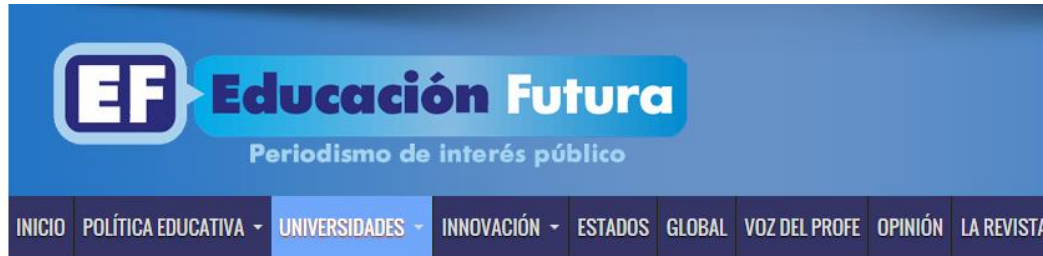 EF Educación Futura
Periodismo de interés público
INICIO POLÍTICA EDUCATIVA UNIVERSIDADES INNOVACIÓN ESTADOS GLOBAL VOZ DEL PROFE OPINIÓN LA REVISTA